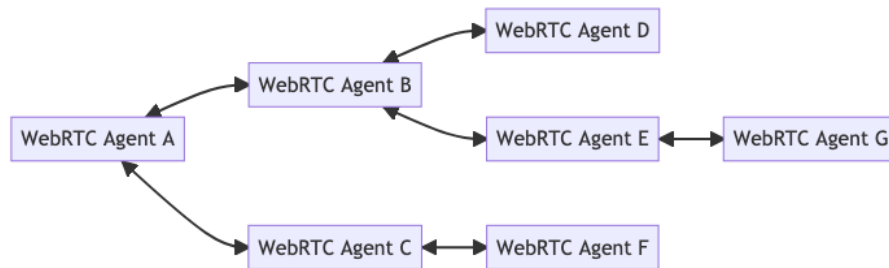 WebRTC Agent D
WebRTC Agent B
WebRTC Agent A
WebRTC Agent E
WebRTC Agent G
WebRTC Agent C
WebRTC Agent F